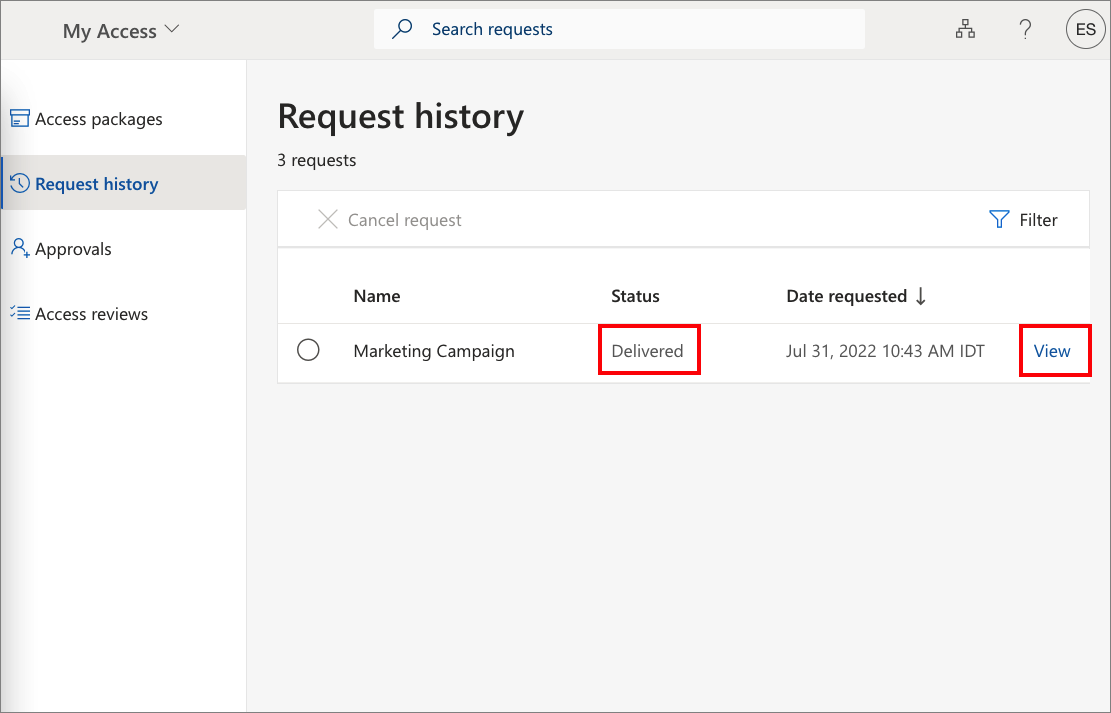 My Access
Search requests
?
ES
Access packages
Request history
Approvals
Access reviews
Request history
3 requests
Cancel request
Filter
Name Status Date requested ↓
Marketing Campaign Delivered Jul 31, 2022 10:43 AM IDT View